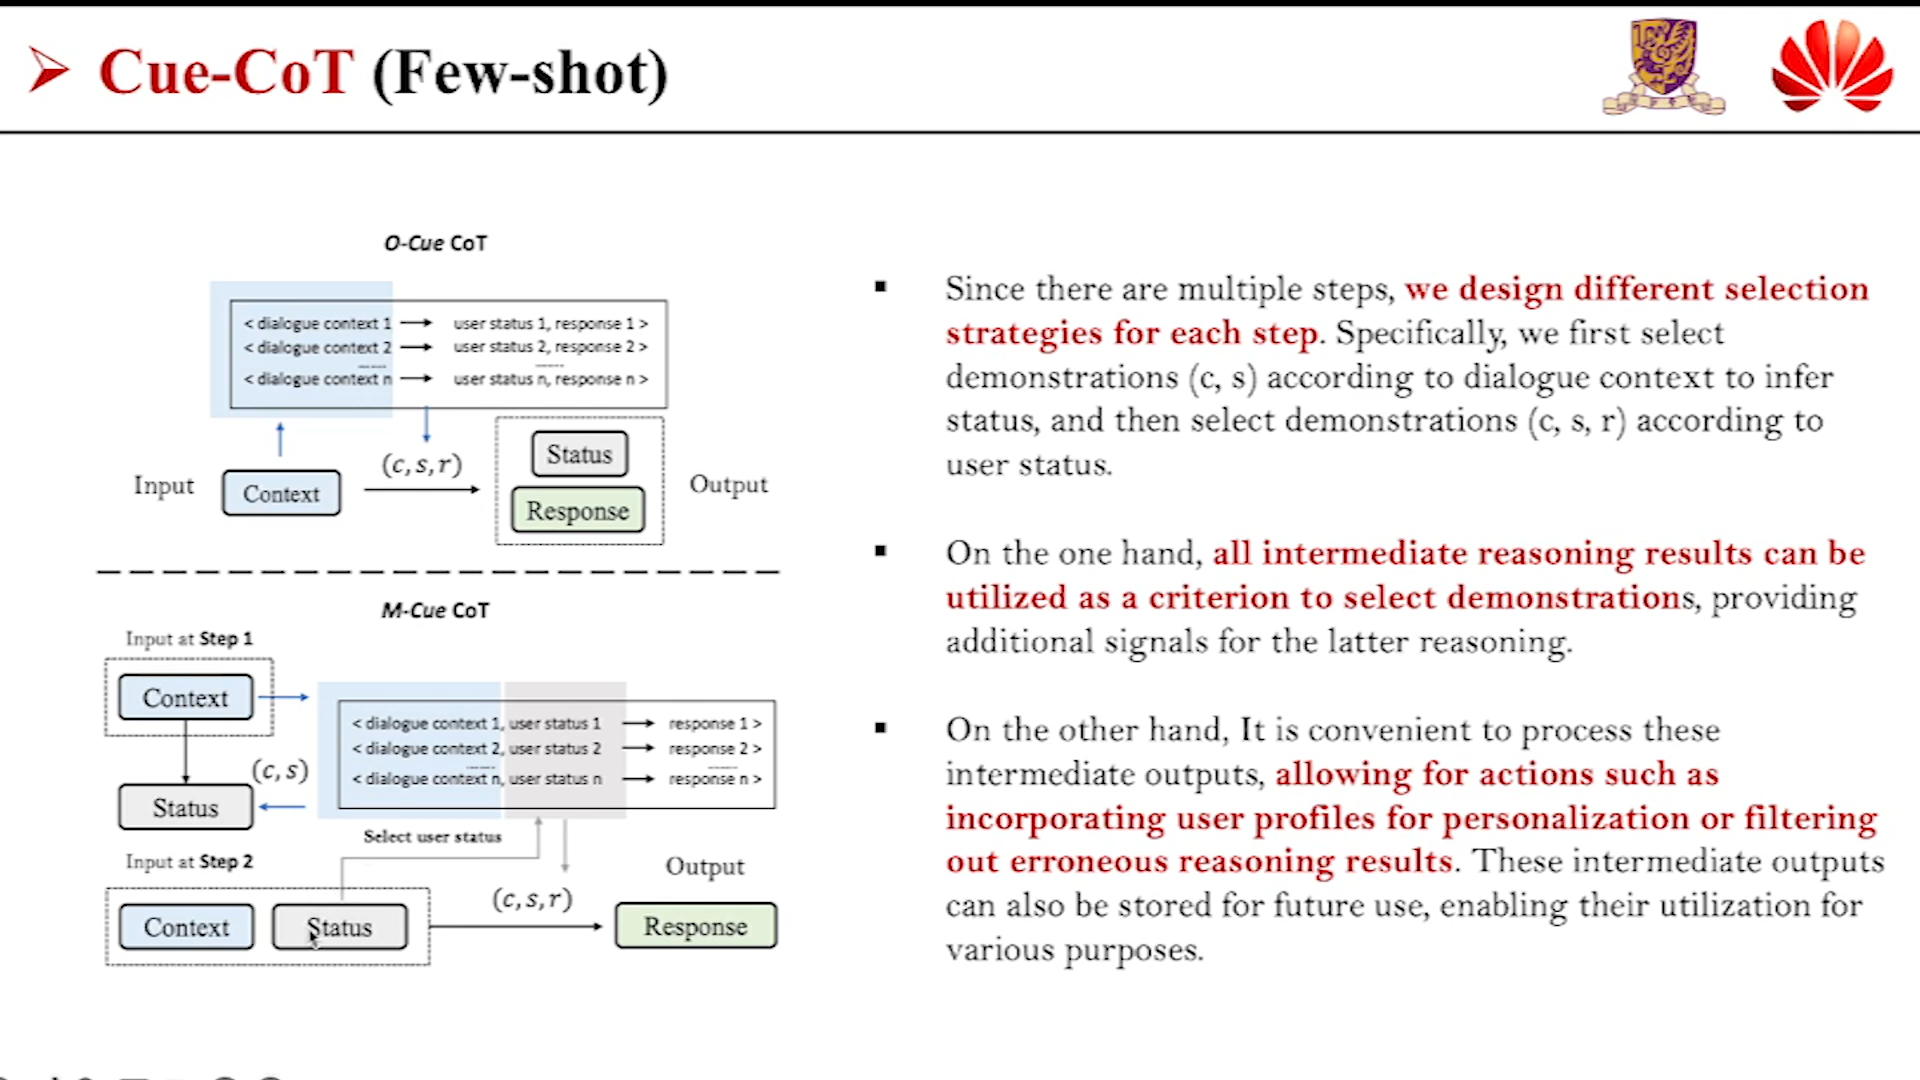 Cue-CoT (Few-shot)
O-Cue CoT
< dialogue context 1 user status 1, response 1 >
< dialogue context 2 user status 2, response 2 >
< dialogue context n user status n, response n >
(c,s,r)
Status
Input
Context
Output
Response
M-Cue CoT
Input at Step 1
Context
< dialogue context 1, user status 1 response 1 >
< dialogue context 2, user status 2 response 2 >
< dialogue context n, user status n response n >
(c,s)
Status
Select user status
Input at Step 2
Output
(c,s,r)
Context
Status
Response
▪ Since there are multiple steps, we design different selection
strategies for each step. Specifically, we first select
demonstrations (c, s) according to dialogue context to infer
status, and then select demonstrations (c, s, r) according to
user status.
▪ On the one hand, all intermediate reasoning results can be
utilized as a criterion to select demonstrations, providing
additional signals for the latter reasoning.
▪ On the other hand, It is convenient to process these
intermediate outputs, allowing for actions such as
incorporating user profiles for personalization or filtering
out erroneous reasoning results. These intermediate outputs
can also be stored for future use, enabling their utilization for
various purposes.